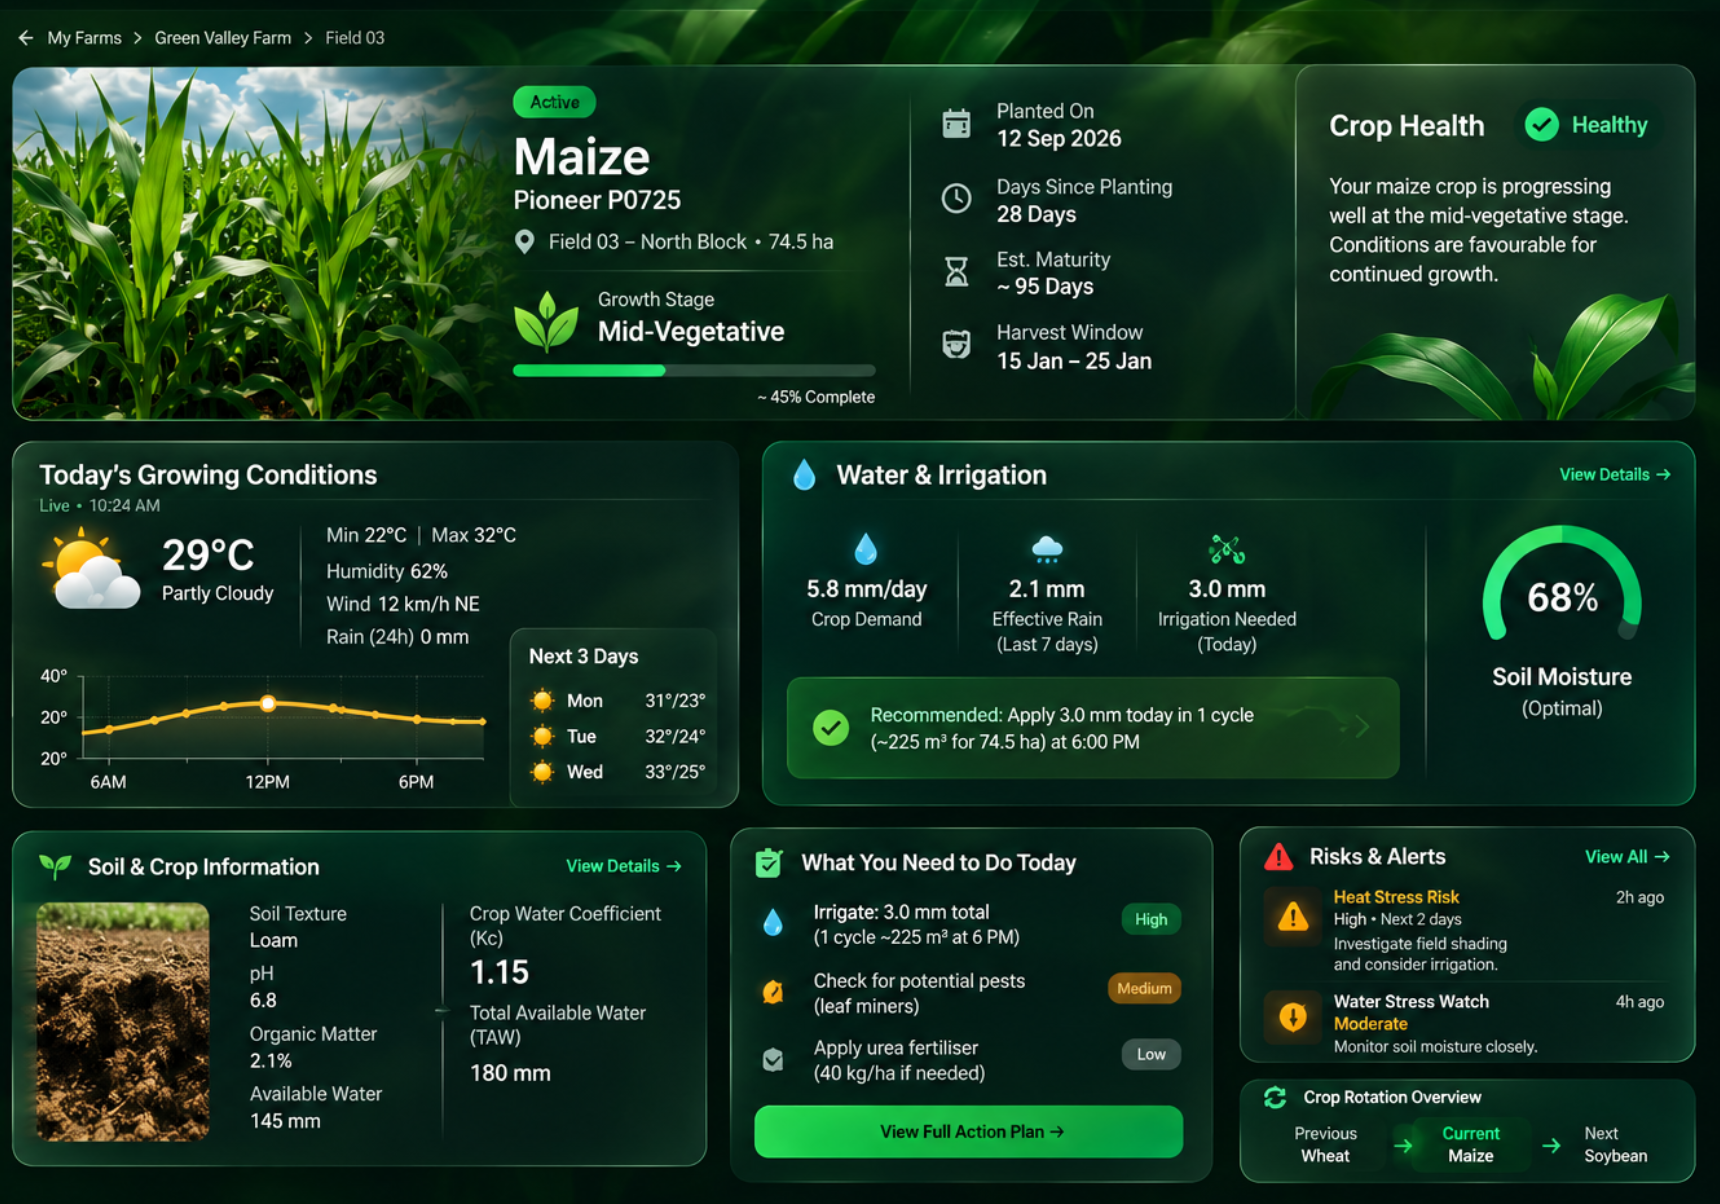 ← My Farms > Green Valley Farm > Field 03
Active
Maize
Pioneer P0725
Field 03 – North Block • 74.5 ha
Growth Stage
Mid-Vegetative
~ 45% Complete
Planted On
12 Sep 2026
Days Since Planting
28 Days
Est. Maturity
~ 95 Days
Harvest Window
15 Jan – 25 Jan
Crop Health
Healthy
Your maize crop is progressing
well at the mid-vegetative stage.
Conditions are favourable for
continued growth.
Today's Growing Conditions
Live • 10:24 AM
29°C
Partly Cloudy
Min 22°C | Max 32°C
Humidity 62%
Wind 12 km/h NE
Rain (24h) 0 mm
40°
20°
20°
6AM
12PM
6PM
Next 3 Days
Mon 31°/23°
Tue 32°/24°
Wed 33°/25°
Water & Irrigation
View Details →
5.8 mm/day
Crop Demand
2.1 mm
Effective Rain
(Last 7 days)
3.0 mm
Irrigation Needed
(Today)
Recommended: Apply 3.0 mm today in 1 cycle
(~225 m³ for 74.5 ha) at 6:00 PM
68%
Soil Moisture
(Optimal)
Soil & Crop Information
View Details →
Soil Texture
Loam
pH
6.8
Organic Matter
2.1%
Available Water
145 mm
Crop Water Coefficient
(Kc)
1.15
Total Available Water
(TAW)
180 mm
What You Need to Do Today
Irrigate: 3.0 mm total
(1 cycle ~225 m³ at 6 PM)
High
Check for potential pests
(leaf miners)
Medium
Apply urea fertiliser
(40 kg/ha if needed)
Low
View Full Action Plan →
Risks & Alerts
View All →
Heat Stress Risk
2h ago
High • Next 2 days
Investigate field shading
and consider irrigation.
Water Stress Watch
4h ago
Moderate
Monitor soil moisture closely.
Crop Rotation Overview
Previous
Wheat
→
Current
Maize
→
Next
Soybean